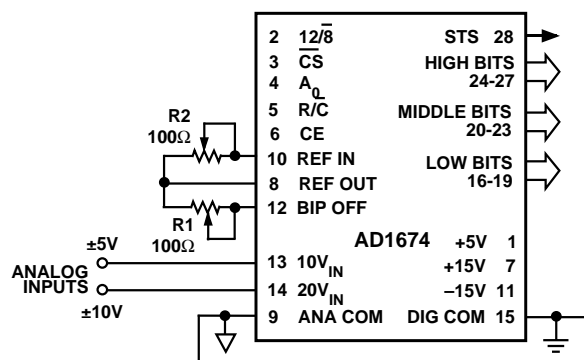 2 12/8̅
3 C̅S̅
4 A0
5 R/C̅
6 CE
10 REF IN
8 REF OUT
12 BIP OFF
13 10VIN
14 20VIN
9 ANA COM
STS 28
HIGH BITS
24-27
MIDDLE BITS
20-23
LOW BITS
16-19
AD1674
+5V 1
+15V 7
–15V 11
DIG COM 15
R2
100Ω
R1
100Ω
±5V
ANALOG
INPUTS
±10V